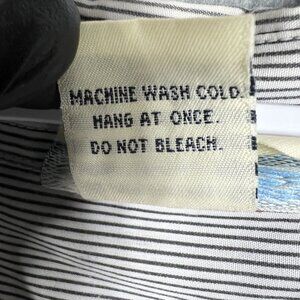 MACHINE WASH COLD.
HANG AT ONCE.
DO NOT BLEACH.